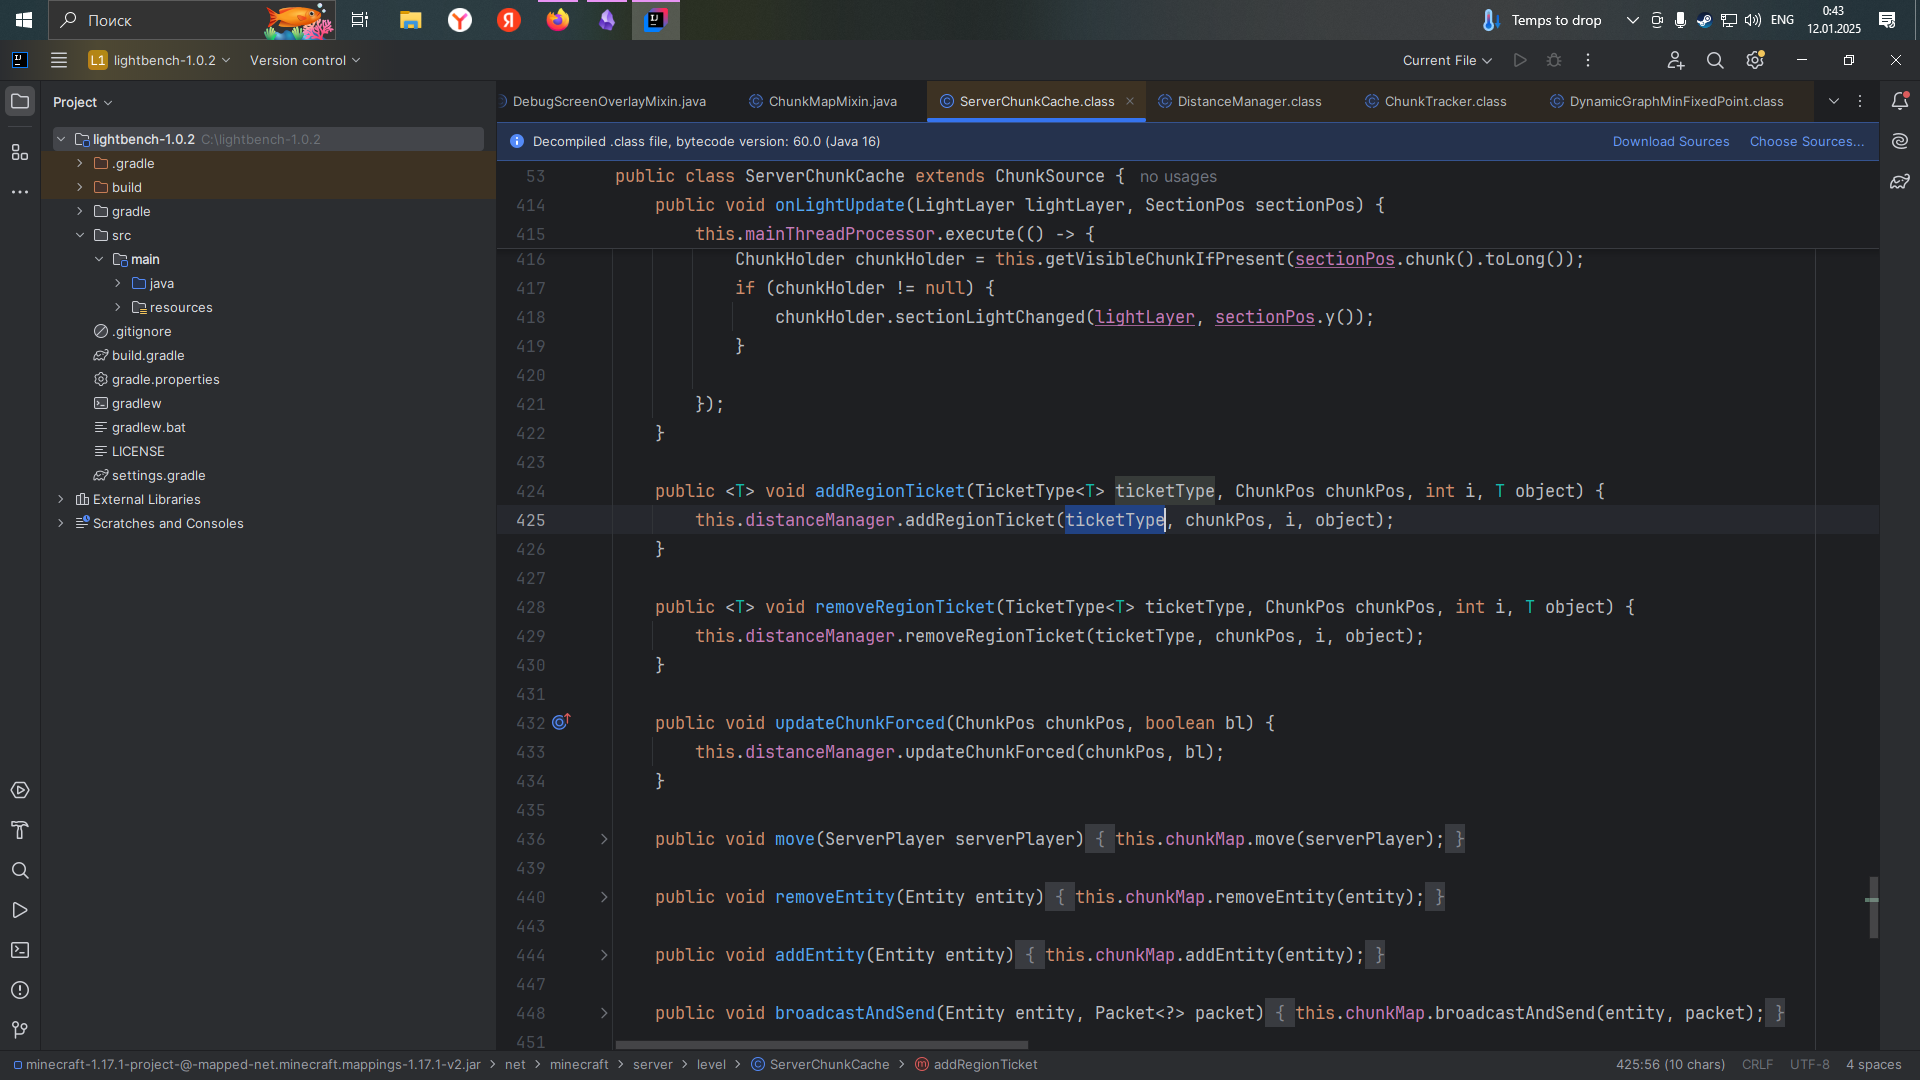 Поиск
Temps to drop
ENG
0:43
12.01.2025
L1 lightbench-1.0.2
Version control
Current File
Project
DebugScreenOverlayMixin.java
ChunkMapMixin.java
ServerChunkCache.class
DistanceManager.class
ChunkTracker.class
DynamicGraphMinFixedPoint.class
lightbench-1.0.2 C:\lightbench-1.0.2
.gradle
build
gradle
src
main
java
resources
.gitignore
build.gradle
gradle.properties
gradlew
gradlew.bat
LICENSE
settings.gradle
External Libraries
Scratches and Consoles
Decompiled .class file, bytecode version: 60.0 (Java 16)
Download Sources
Choose Sources...
53 public class ServerChunkCache extends ChunkSource { no usages
414 public void onLightUpdate(LightLayer lightLayer, SectionPos sectionPos) {
415 this.mainThreadProcessor.execute(() -> {
416 ChunkHolder chunkHolder = this.getVisibleChunkIfPresent(sectionPos.chunk().toLong());
417 if (chunkHolder != null) {
418 chunkHolder.sectionLightChanged(lightLayer, sectionPos.y());
419 }
420
421 });
422 }
423
424 public <T> void addRegionTicket(TicketType<T> ticketType, ChunkPos chunkPos, int i, T object) {
425 this.distanceManager.addRegionTicket(ticketType, chunkPos, i, object);
426 }
427
428 public <T> void removeRegionTicket(TicketType<T> ticketType, ChunkPos chunkPos, int i, T object) {
429 this.distanceManager.removeRegionTicket(ticketType, chunkPos, i, object);
430 }
431
432 public void updateChunkForced(ChunkPos chunkPos, boolean bl) {
433 this.distanceManager.updateChunkForced(chunkPos, bl);
434 }
435
436 public void move(ServerPlayer serverPlayer) { this.chunkMap.move(serverPlayer); }
439
440 public void removeEntity(Entity entity) { this.chunkMap.removeEntity(entity); }
443
444 public void addEntity(Entity entity) { this.chunkMap.addEntity(entity); }
447
448 public void broadcastAndSend(Entity entity, Packet<?> packet) { this.chunkMap.broadcastAndSend(entity, packet); }
451
minecraft-1.17.1-project-@-mapped-net.minecraft.mappings-1.17.1-v2.jar > net > minecraft > server > level > ServerChunkCache > addRegionTicket
425:56 (10 chars)
CRLF
UTF-8
4 spaces